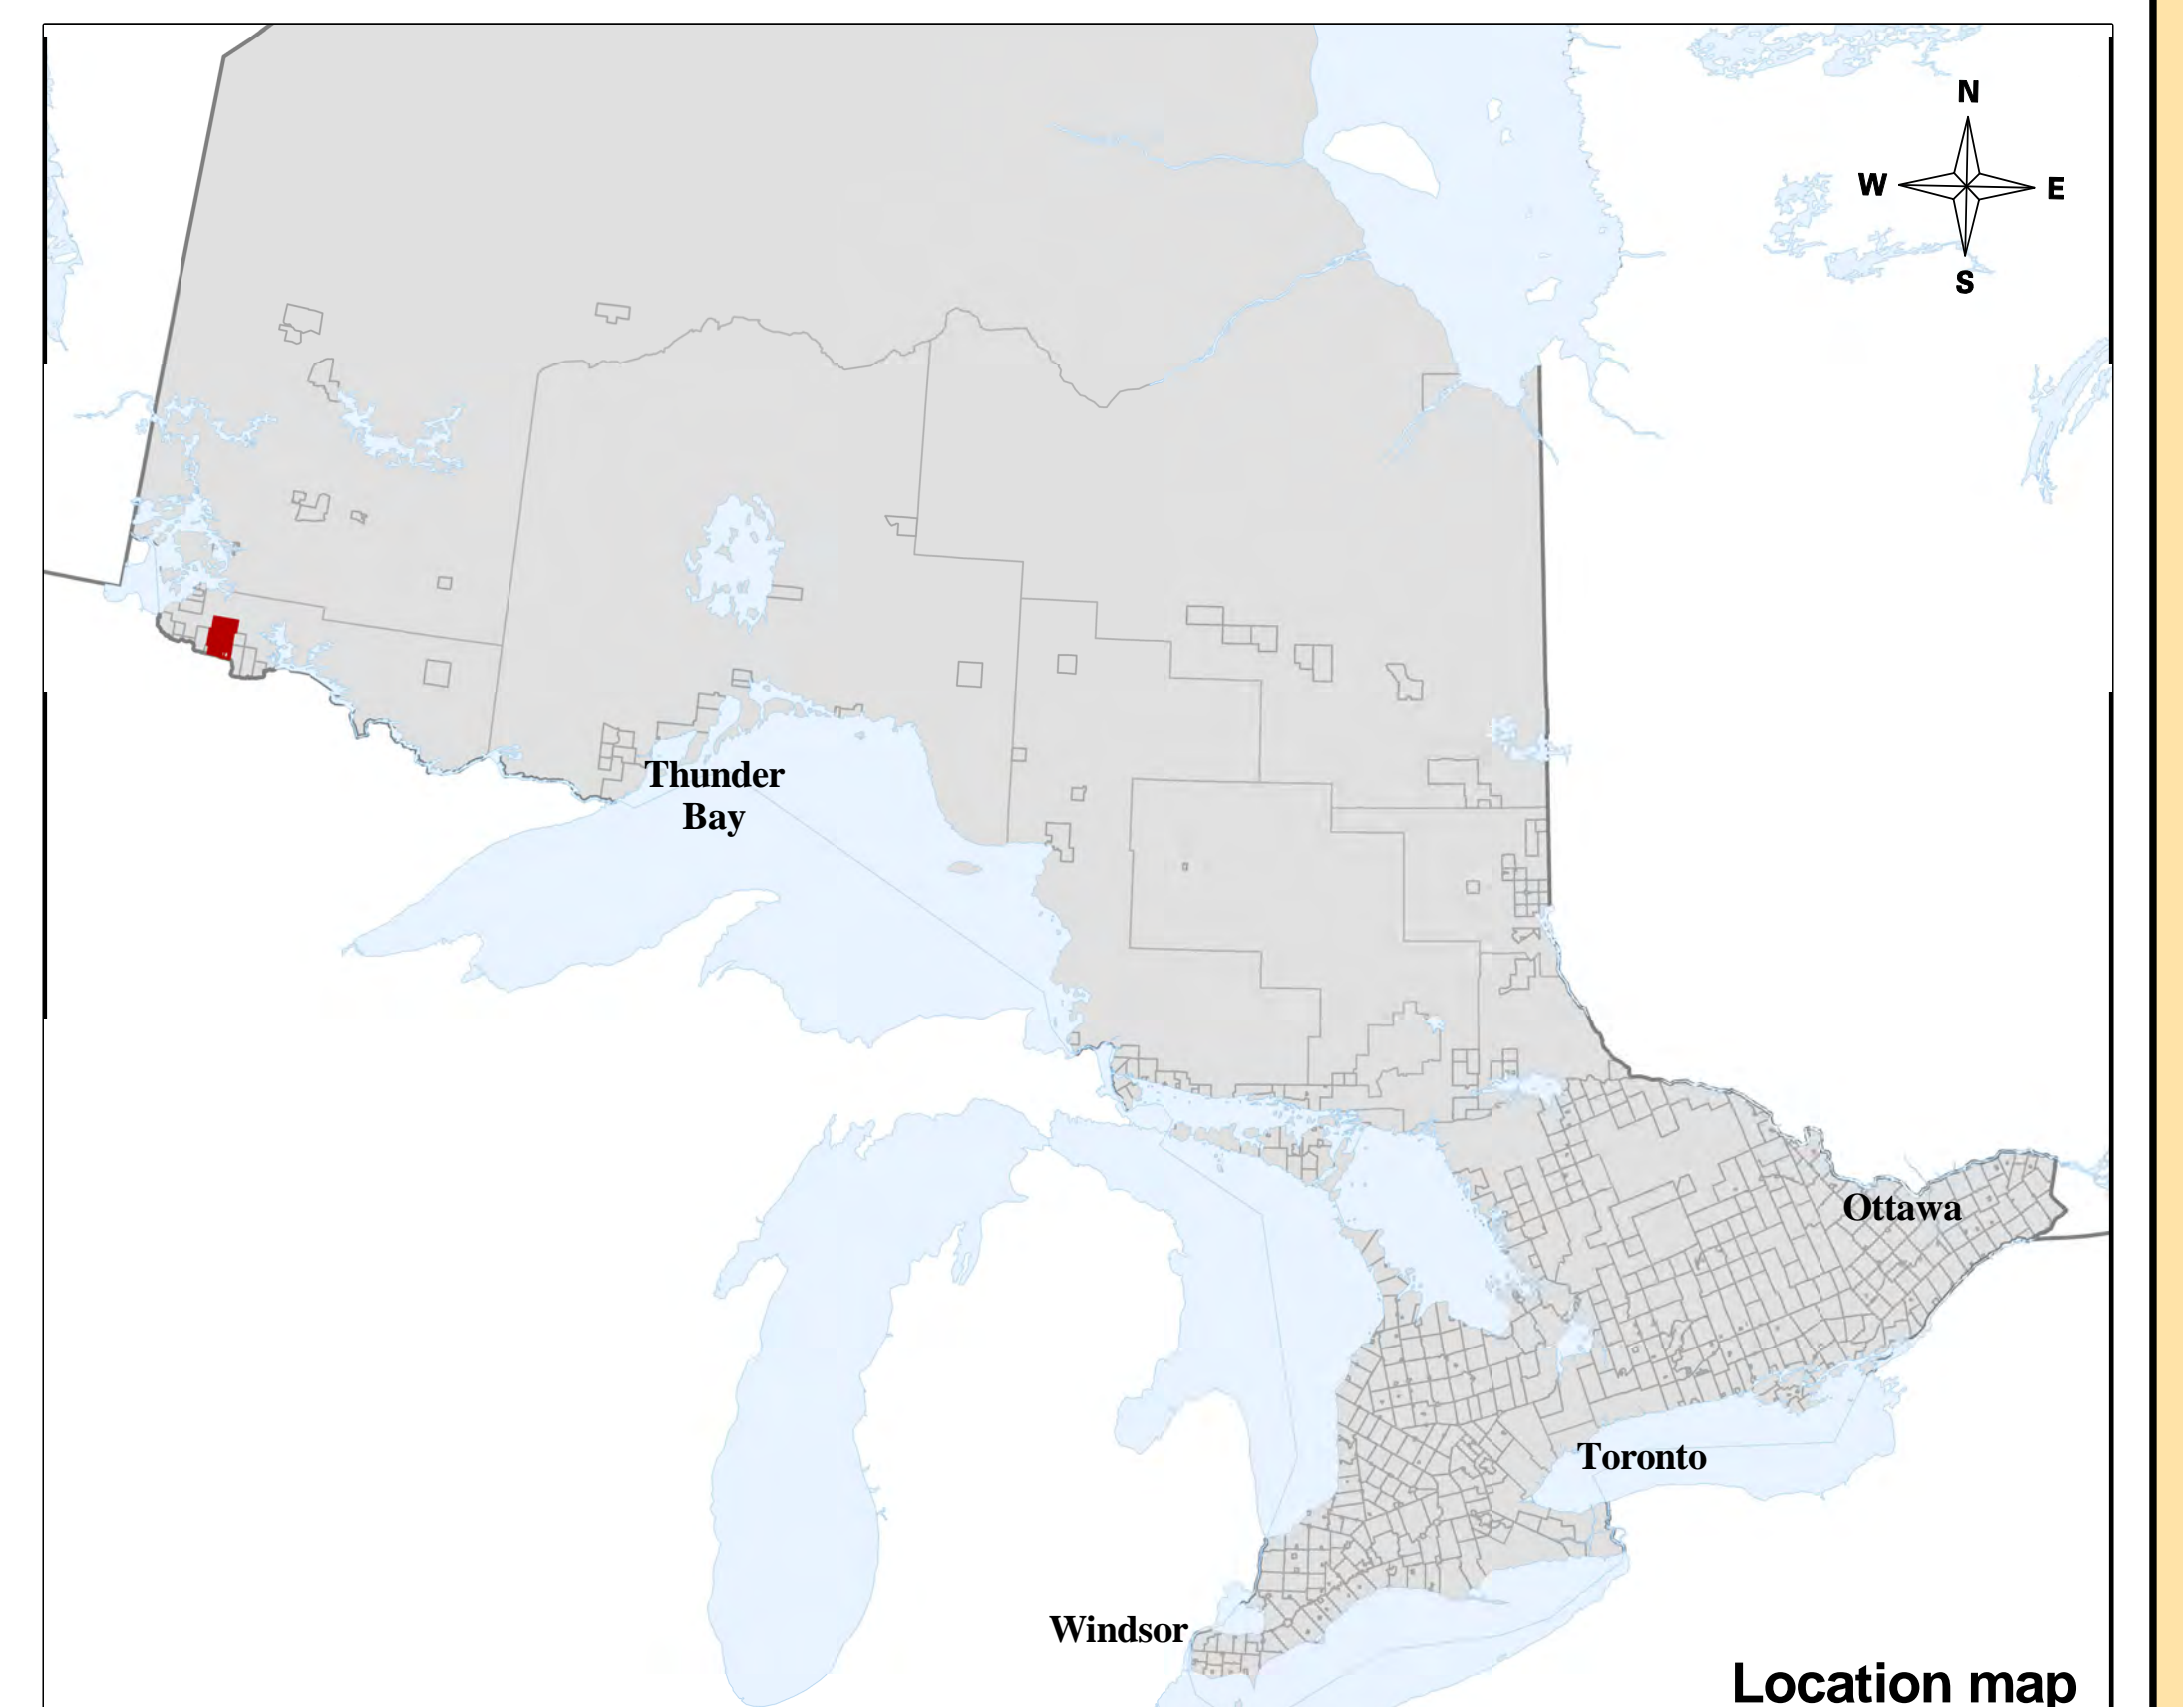 N
W E
S
Thunder
Bay
Ottawa
Toronto
Windsor
Location map